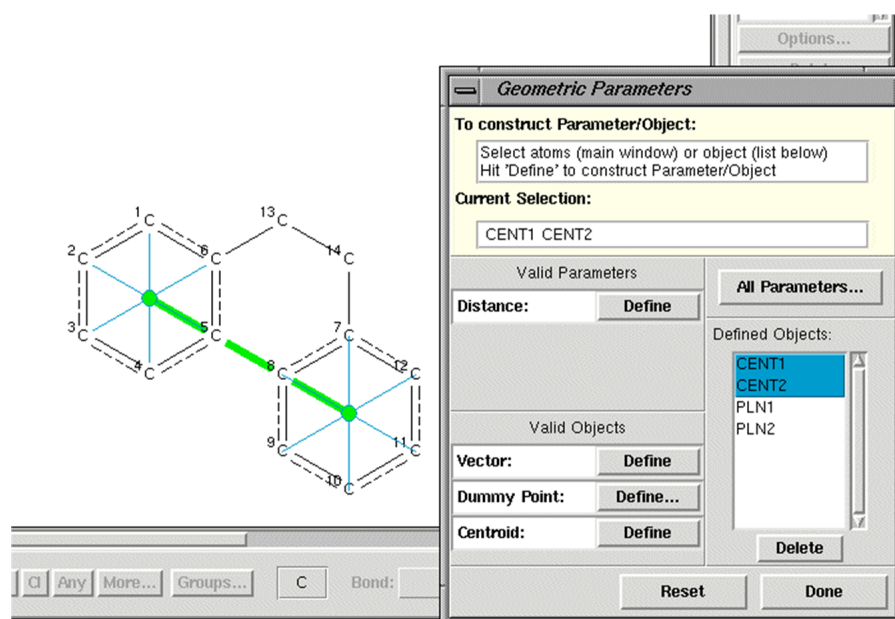 Options...
Geometric Parameters
To construct Parameter/Object:
Select atoms (main window) or object (list below)
Hit 'Define' to construct Parameter/Object
Current Selection:
CENT1 CENT2
Valid Parameters
Distance: Define
All Parameters...
Defined Objects:
CENT1
CENT2
PLN1
PLN2
Valid Objects
Vector: Define
Dummy Point: Define...
Centroid: Define
Delete
Reset Done
1 C
13 C
2 C
6 C
14 C
3 C
5 C
7 C
4 C
8 C
12 C
9 C
11 C
10 C
Cl Any More... Groups... C Bond: